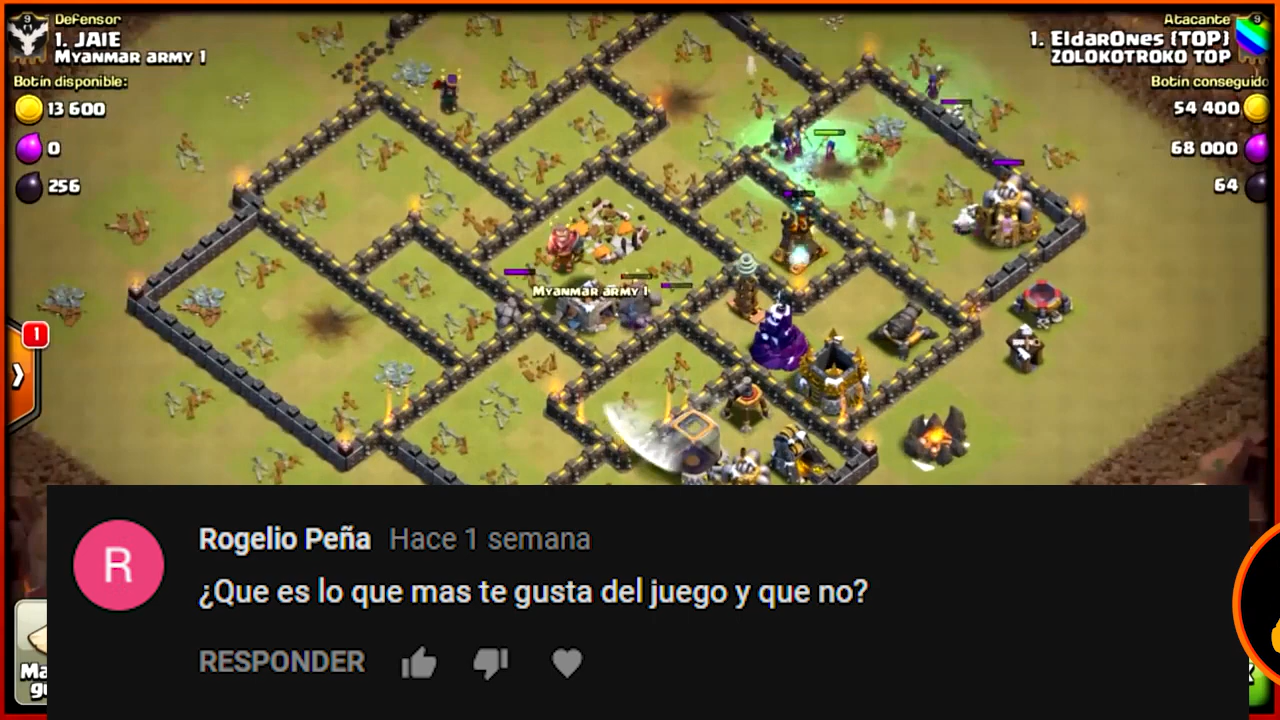 9
Defensor
1. JAIE
Myanmar army 1
Botín disponible:
13 600
0
256
9
Atacante
1. EldarOnes {TOP}
ZOLOKOTROKO TOP
Botín conseguido
54 400
68 000
64
1
Myanmar army 1
Rogelio Peña Hace 1 semana
¿Que es lo que mas te gusta del juego y que no?
RESPONDER
R